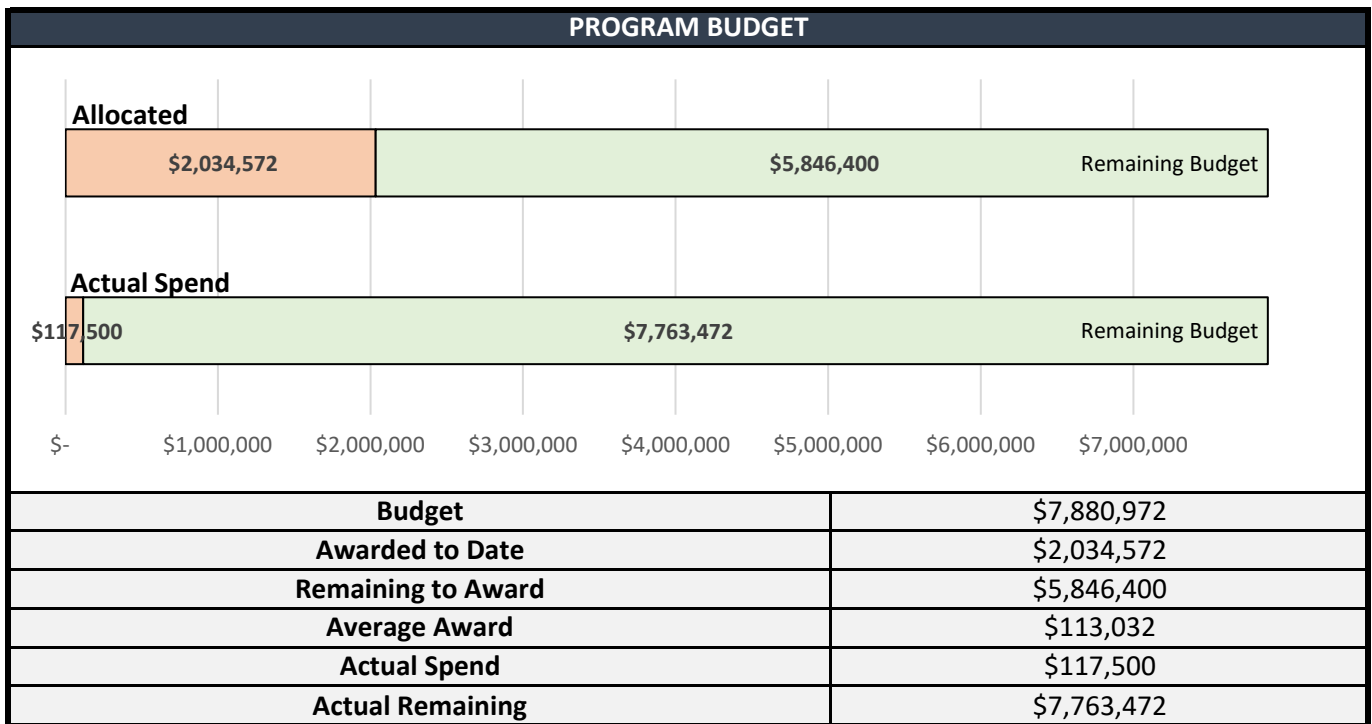 PROGRAM BUDGET
Allocated
$2,034,572 $5,846,400 Remaining Budget
Actual Spend
$117,500 $7,763,472 Remaining Budget
$- $1,000,000 $2,000,000 $3,000,000 $4,000,000 $5,000,000 $6,000,000 $7,000,000
Budget $7,880,972
Awarded to Date $2,034,572
Remaining to Award $5,846,400
Average Award $113,032
Actual Spend $117,500
Actual Remaining $7,763,472